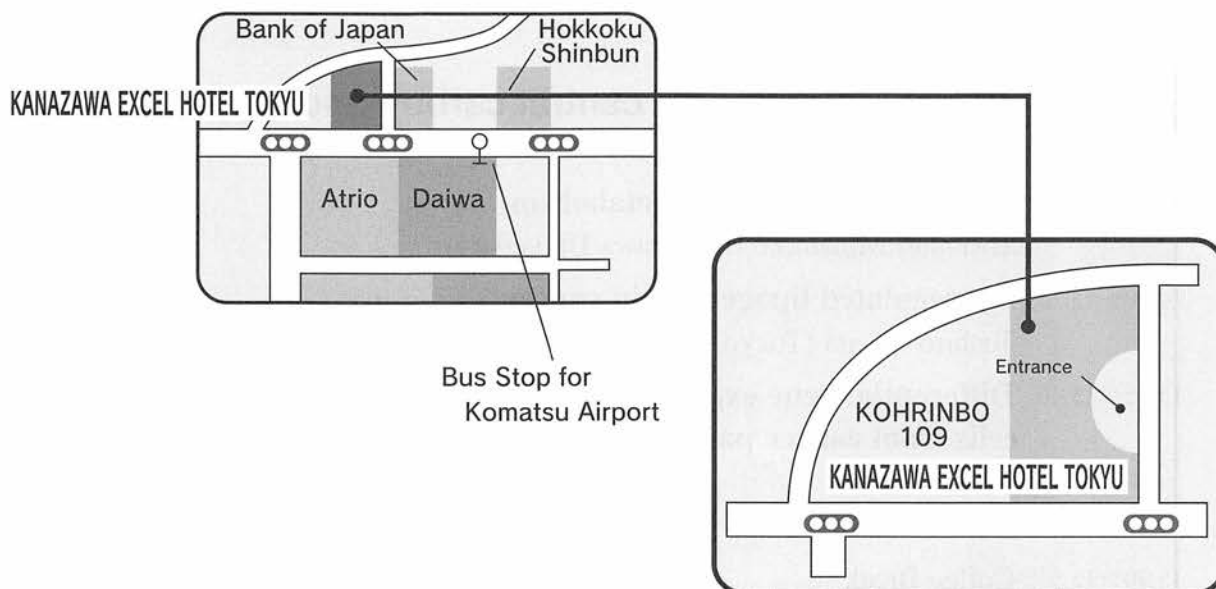 Bank of Japan
Hokkoku
Shinbun
KANAZAWA EXCEL HOTEL TOKYU
Atrio
Daiwa
Bus Stop for
Komatsu Airport
Entrance
KOHRINBO
109
KANAZAWA EXCEL HOTEL TOKYU